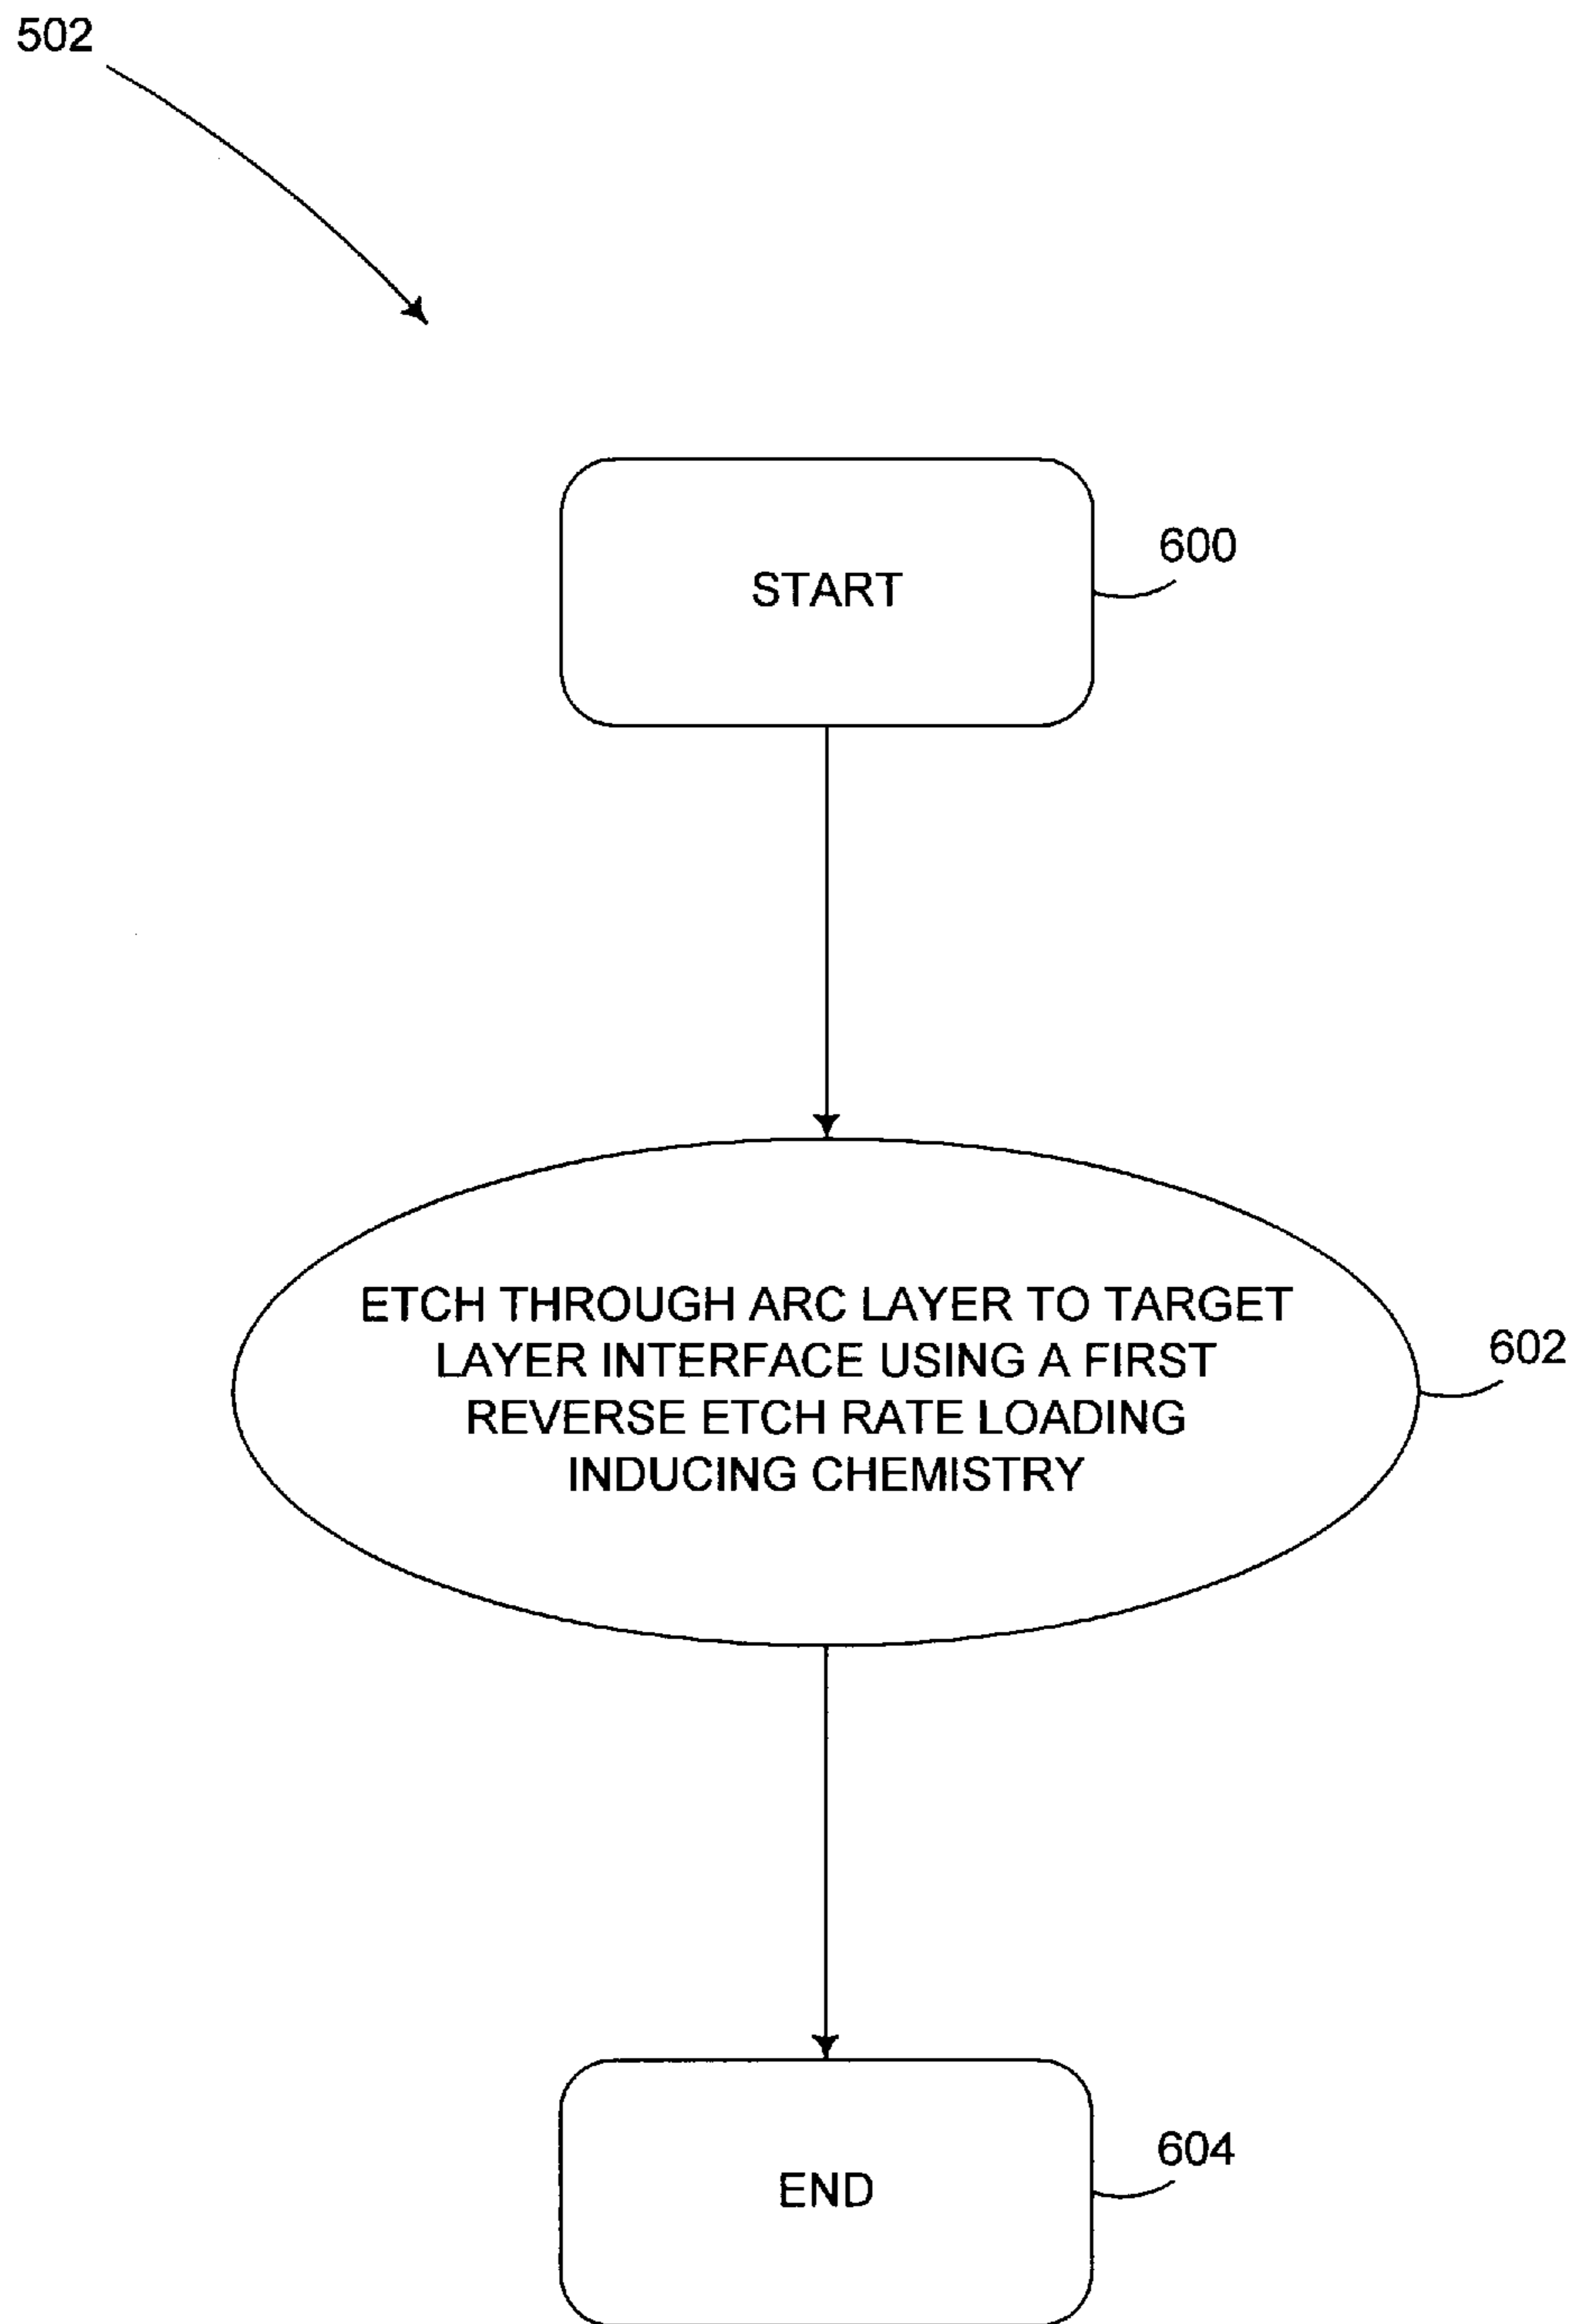 502
START
600
ETCH THROUGH ARC LAYER TO TARGET
LAYER INTERFACE USING A FIRST
REVERSE ETCH RATE LOADING
INDUCING CHEMISTRY
602
END
604